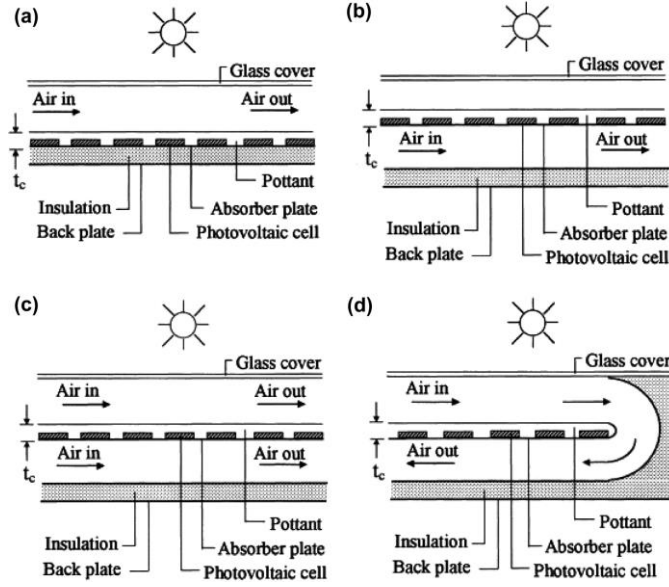 (a)
Glass cover
Air in Air out
t_c
Pottant
Insulation Absorber plate
Back plate Photovoltaic cell
(b)
Glass cover
Air in Air out
t_c
Pottant
Insulation Absorber plate
Back plate Photovoltaic cell
(c)
Glass cover
Air in Air out
Air in Air out
t_c
Pottant
Insulation Absorber plate
Back plate Photovoltaic cell
(d)
Glass cover
Air in
Air out
t_c
Pottant
Insulation Absorber plate
Back plate Photovoltaic cell